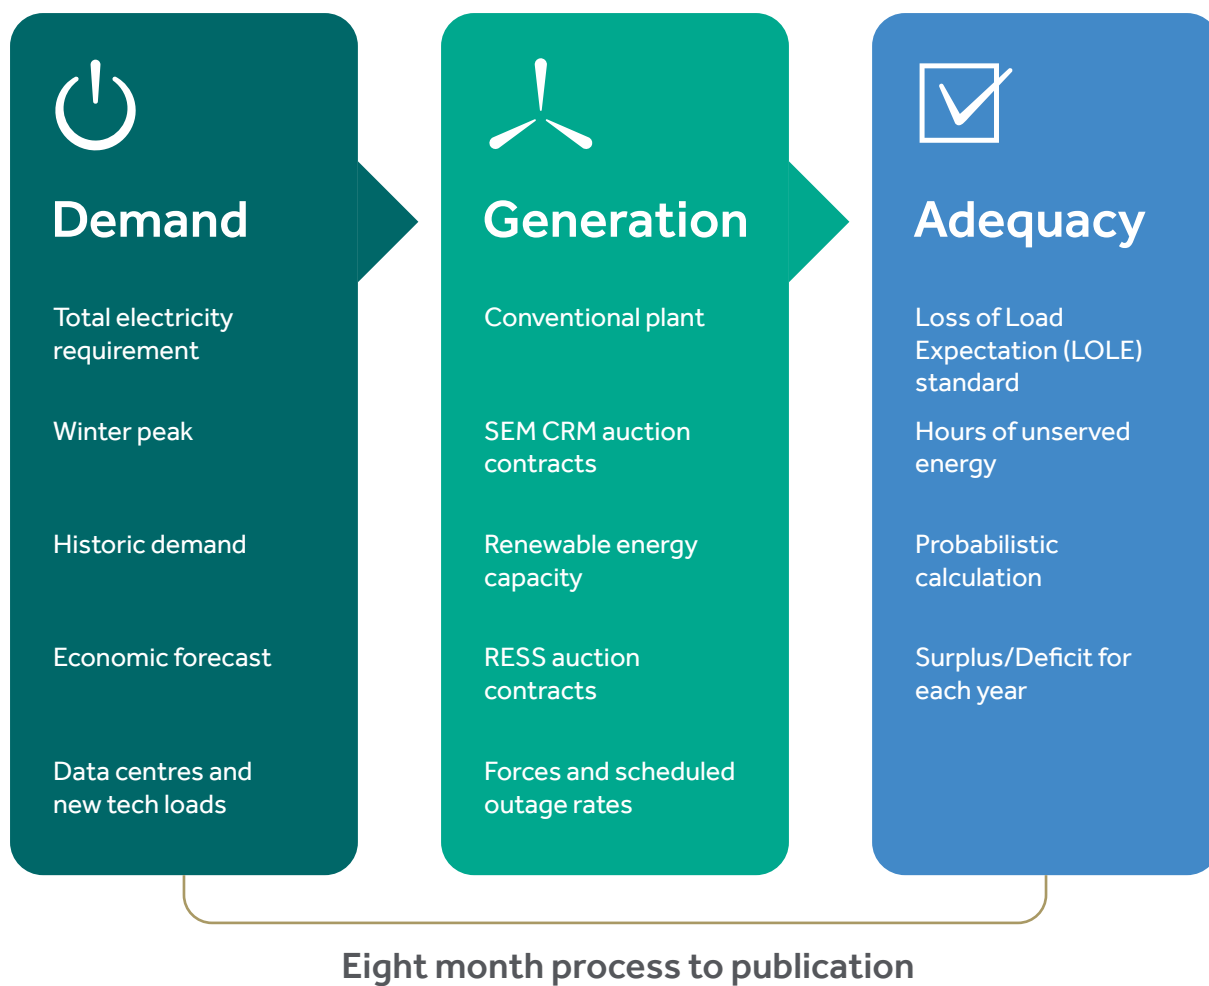 Demand
Total electricity
requirement
Winter peak
Historic demand
Economic forecast
Data centres and
new tech loads
Generation
Conventional plant
SEM CRM auction
contracts
Renewable energy
capacity
RESS auction
contracts
Forces and scheduled
outage rates
Adequacy
Loss of Load
Expectation (LOLE)
standard
Hours of unserved
energy
Probabilistic
calculation
Surplus/Deficit for
each year
Eight month process to publication